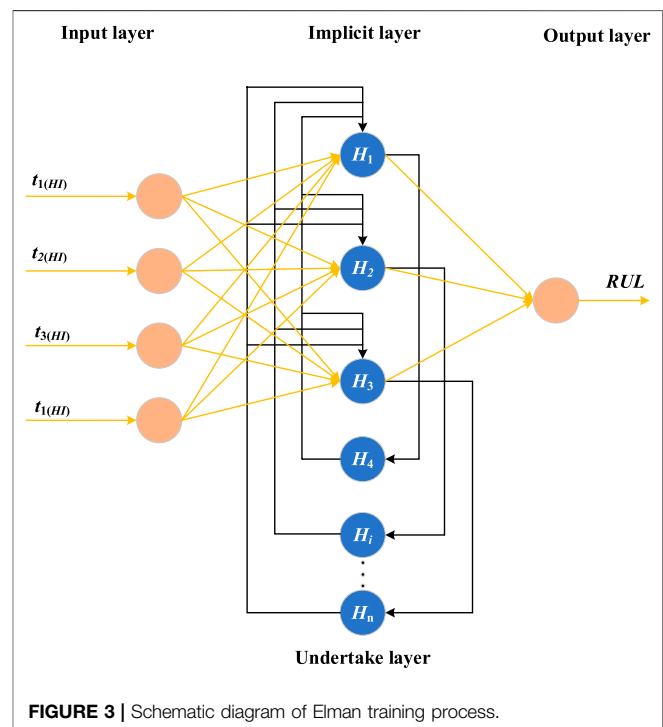 Input layer
Implicit layer
Output layer
t1(HI)
t2(HI)
t3(HI)
t1(HI)
H1
H2
H3
H4
Hi
Hn
RUL
Undertake layer
FIGURE 3 | Schematic diagram of Elman training process.